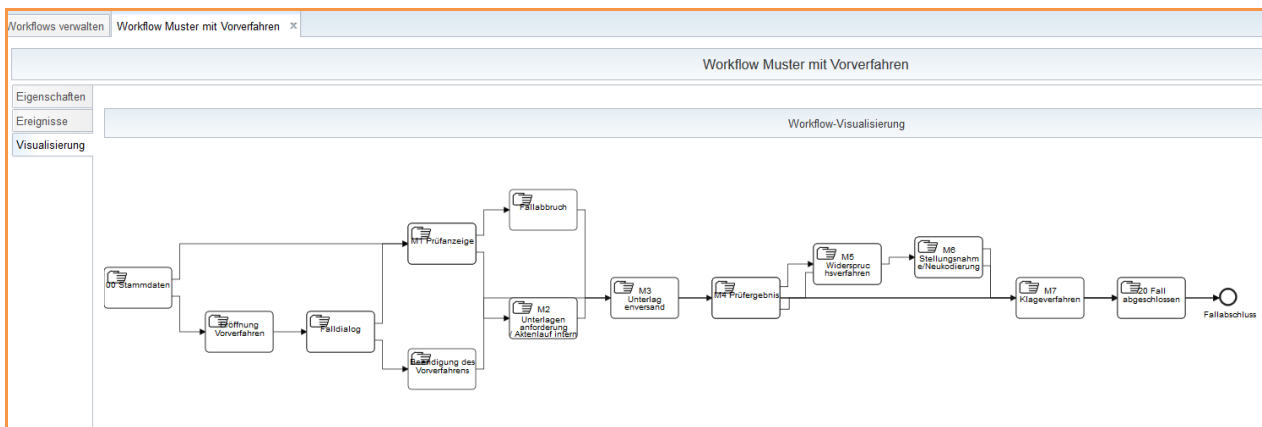 Workflows verwalten
Workflow Muster mit Vorverfahren x
Workflow Muster mit Vorverfahren
Eigenschaften
Ereignisse
Visualisierung
Workflow-Visualisierung
00 Stammdaten
Eröffnung
Vorverfahren
Falldialog
M1 Prüfanzeige
Beendigung des
Vorverfahrens
Fallabbruch
M2
Unterlagen
anforderung
/ Aktenlauf intern
M3
Unterlag
enversand
M4 Prüfergebnis
M5
Widerspruc
hsverfahren
M6
Stellungsnahm
e/Neukodierung
M7
Klageverfahren
20 Fall
abgeschlossen
Fallabschluss